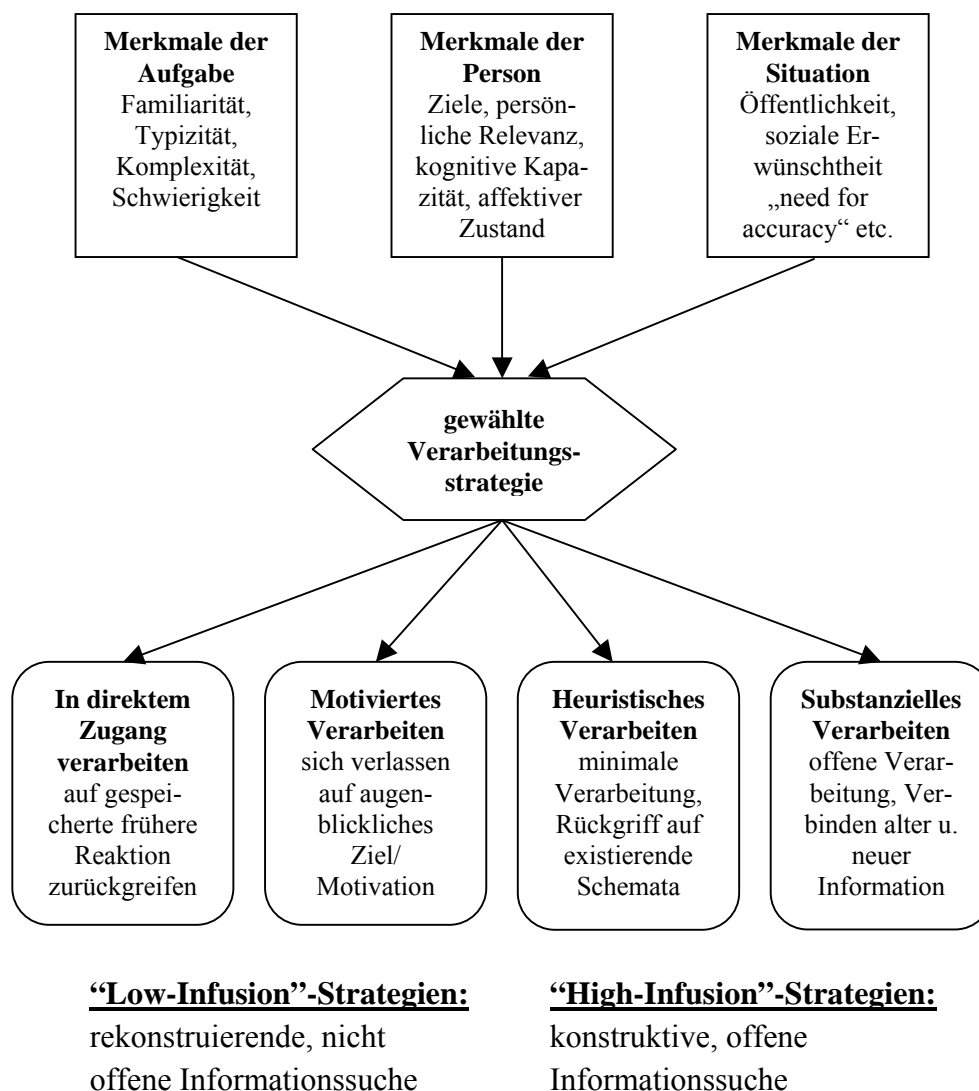 Merkmale der
Aufgabe
Familiarität,
Typizität,
Komplexität,
Schwierigkeit
Merkmale der
Person
Ziele, persön-
liche Relevanz,
kognitive Kapa-
zität, affektiver
Zustand
Merkmale der
Situation
Öffentlichkeit,
soziale Er-
wünschtheit
„need for
accuracy“ etc.
gewählte
Verarbeitungs-
strategie
In direktem
Zugang
verarbeiten
auf gespei-
cherte frühere
Reaktion
zurückgreifen
Motiviertes
Verarbeiten
sich verlassen
auf augen-
blickliches
Ziel/
Motivation
Heuristisches
Verarbeiten
minimale
Verarbeitung,
Rückgriff auf
existierende
Schemata
Substanzielles
Verarbeiten
offene Verar-
beitung, Ver-
binden alter u.
neuer
Information
“Low-Infusion”-Strategien:
rekonstruierende, nicht
offene Informationssuche
“High-Infusion”-Strategien:
konstruktive, offene
Informationssuche